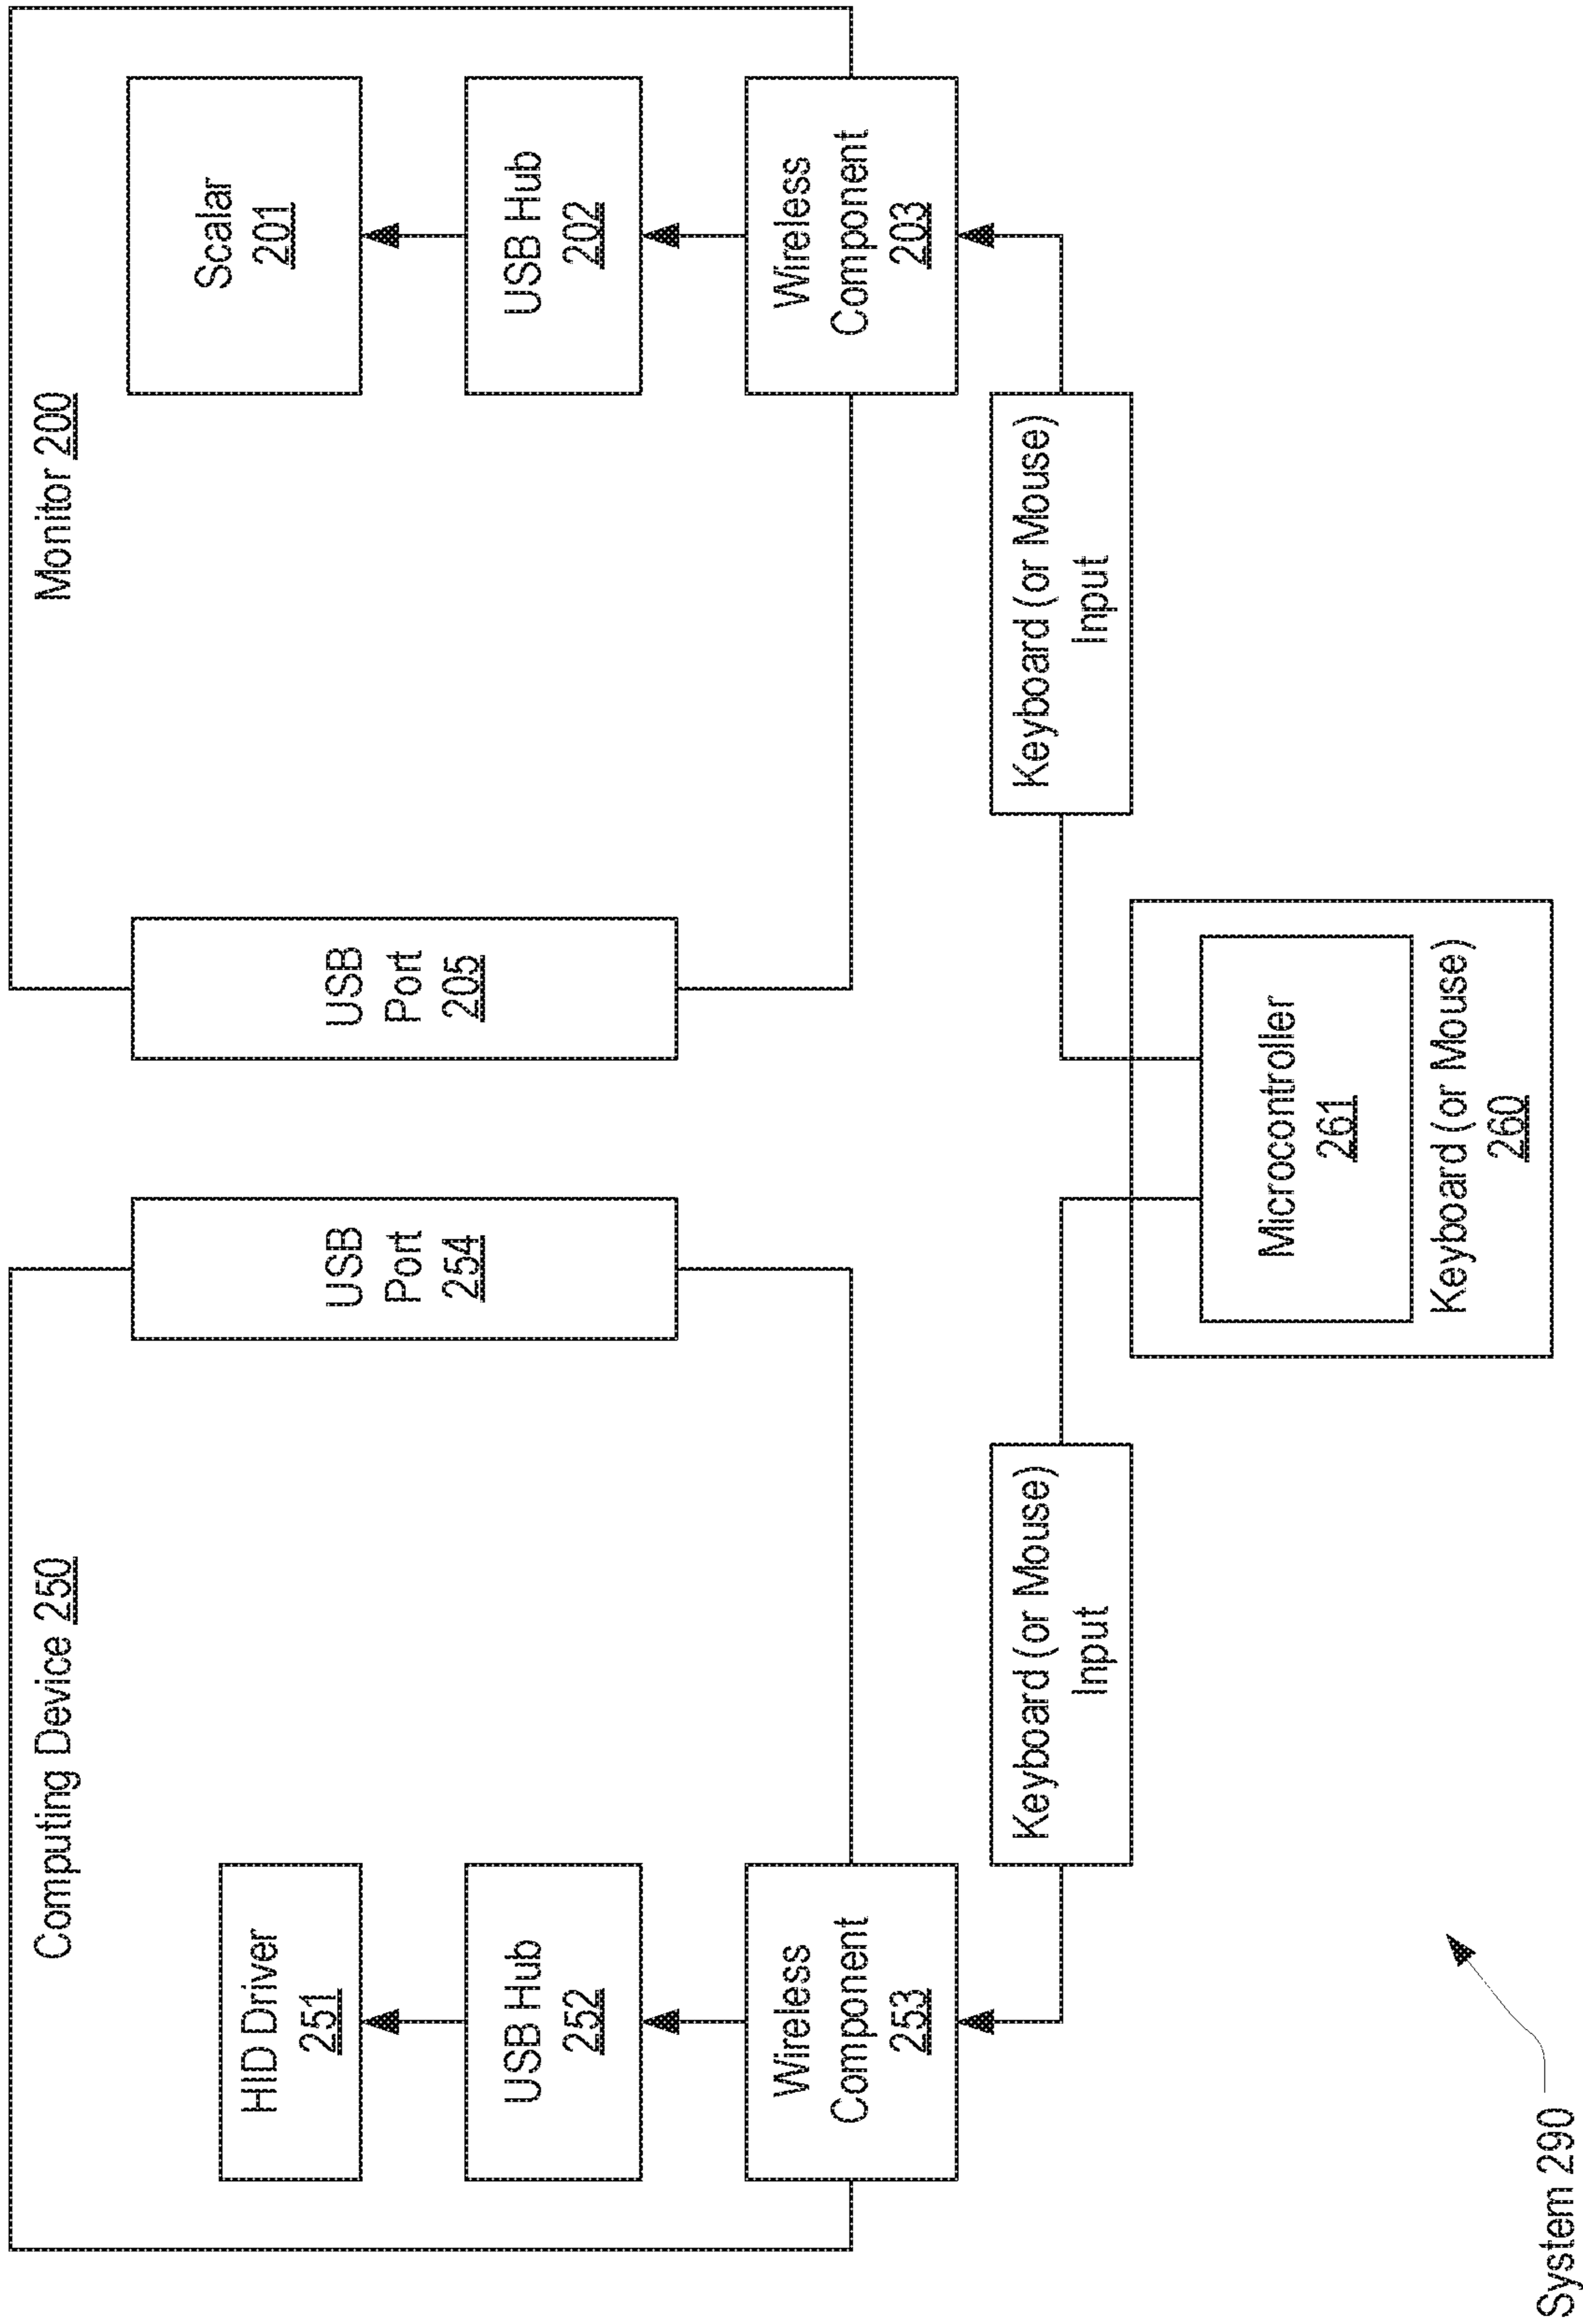 Computing Device 250
HID Driver
251
USB Hub
252
Wireless
Component
253
USB
Port
254
Monitor 200
USB
Port
205
Scalar
201
USB Hub
202
Wireless
Component
203
Keyboard (or Mouse)
Input
Keyboard (or Mouse)
Input
Microcontroller
261
Keyboard (or Mouse)
260
System 290